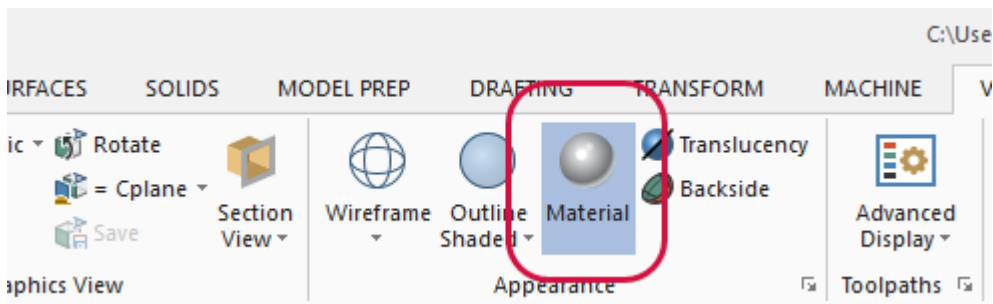 C:\Use
RFACES SOLIDS MODEL PREP DRAFTING TRANSFORM MACHINE V
ic Rotate
= Cplane
Save
Section
View
Wireframe
Outline
Shaded
Material
Translucency
Backside
Advanced
Display
aphics View Appearance Toolpaths